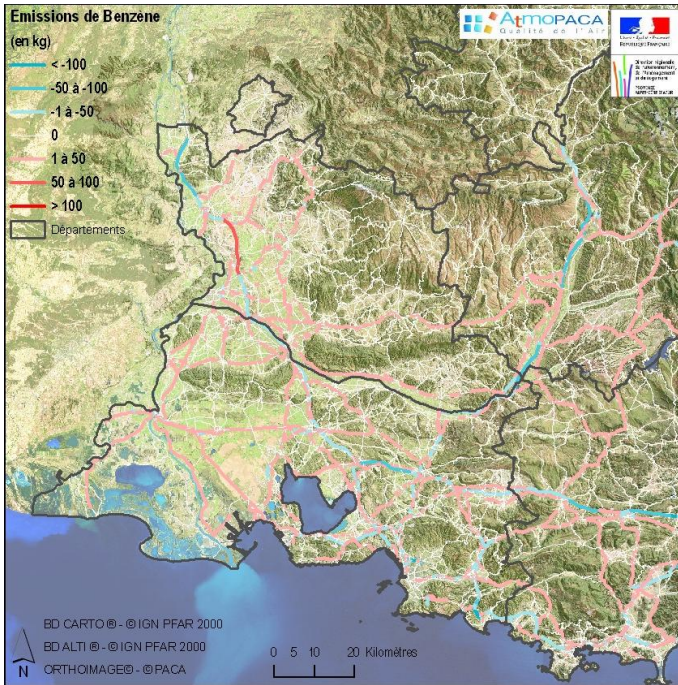 Emissions de Benzène
(en kg)
< -100
-50 à -100
-1 à -50
0
1 à 50
50 à 100
> 100
Départements
AtmoPACA
Qualité de l'Air
RÉPUBLIQUE FRANÇAISE
BD CARTO ® - © IGN PFAR 2000
BD ALTI ® - © IGN PFAR 2000
ORTHOIMAGE© - © PACA
N
0 5 10 20 Kilomètres